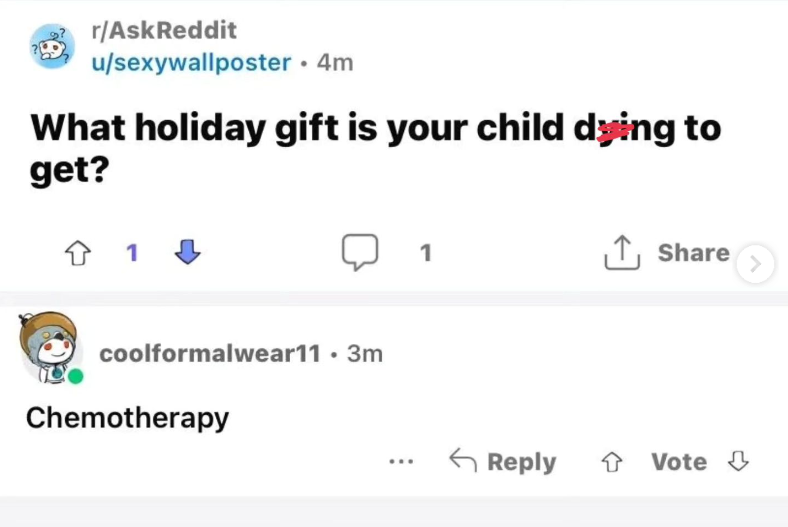 r/AskReddit
u/sexywallposter • 4m
What holiday gift is your child dying to
get?
1
1
Share
coolformalwear11 • 3m
Chemotherapy
... Reply Vote